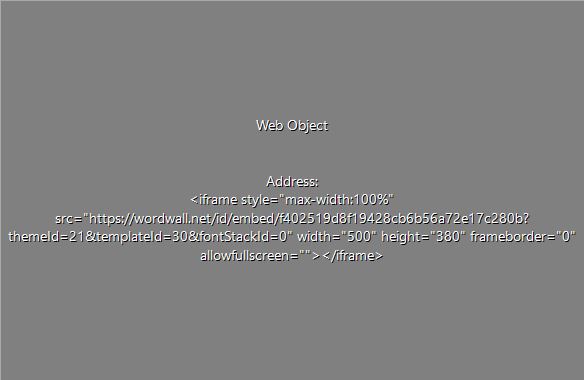 Web Object
Address:
<iframe style="max-width:100%"
src="https://wordwall.net/id/embed/f402519d8f19428cb6b56a72e17c280b?
themeId=21&templateId=30&fontStackId=0" width="500" height="380" frameborder="0"
allowfullscreen=""></iframe>